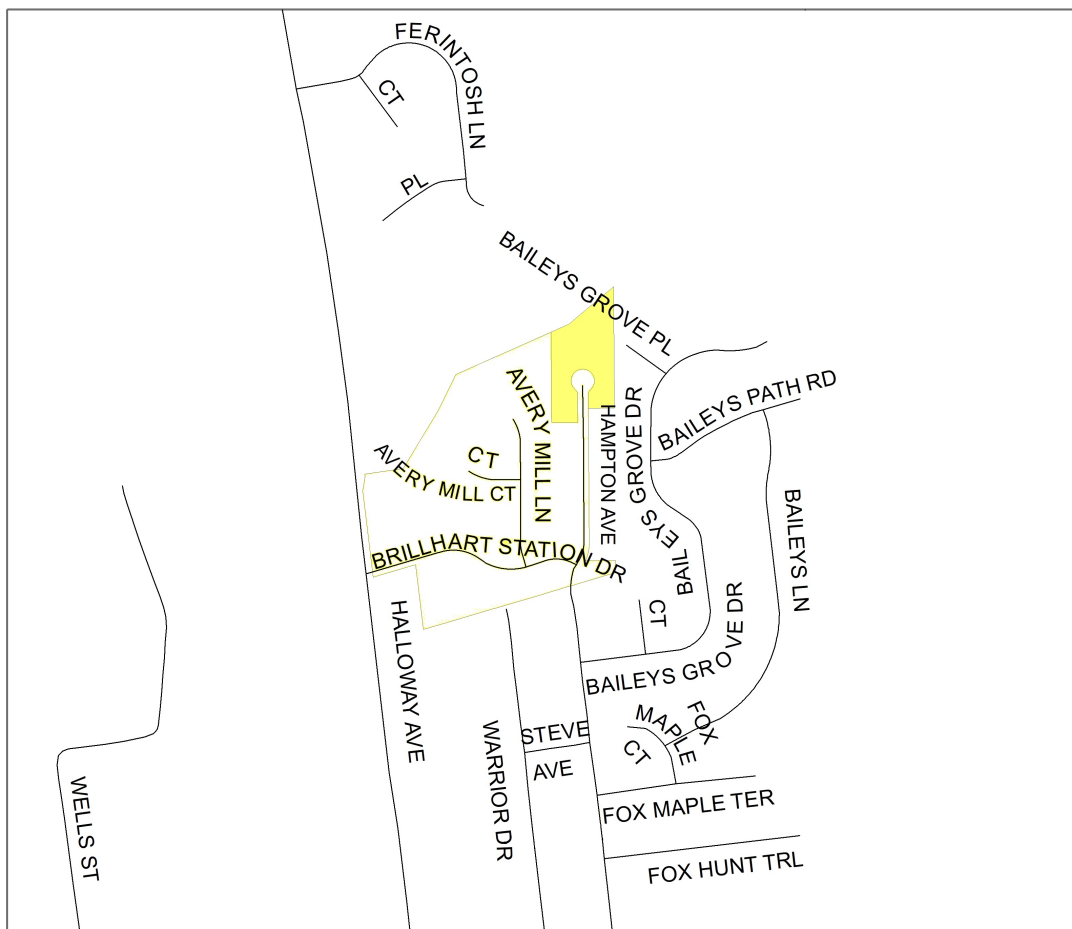 FERINTOSH LN
CT
PL
BAILEYS GROVE PL
BAILEYS PATH RD
AVERY MILL LN
HAMPTON AVE
BAIL EYS GROVE DR
CT
AVERY MILL CT
BAILEYS LN
BRILLHART STATION DR
CT
HALLOWAY AVE
BAILEYS GROVE DR
FOX
MAPLE
CT
STEVE
AVE
WARRIOR DR
WELLS ST
FOX MAPLE TER
FOX HUNT TRL